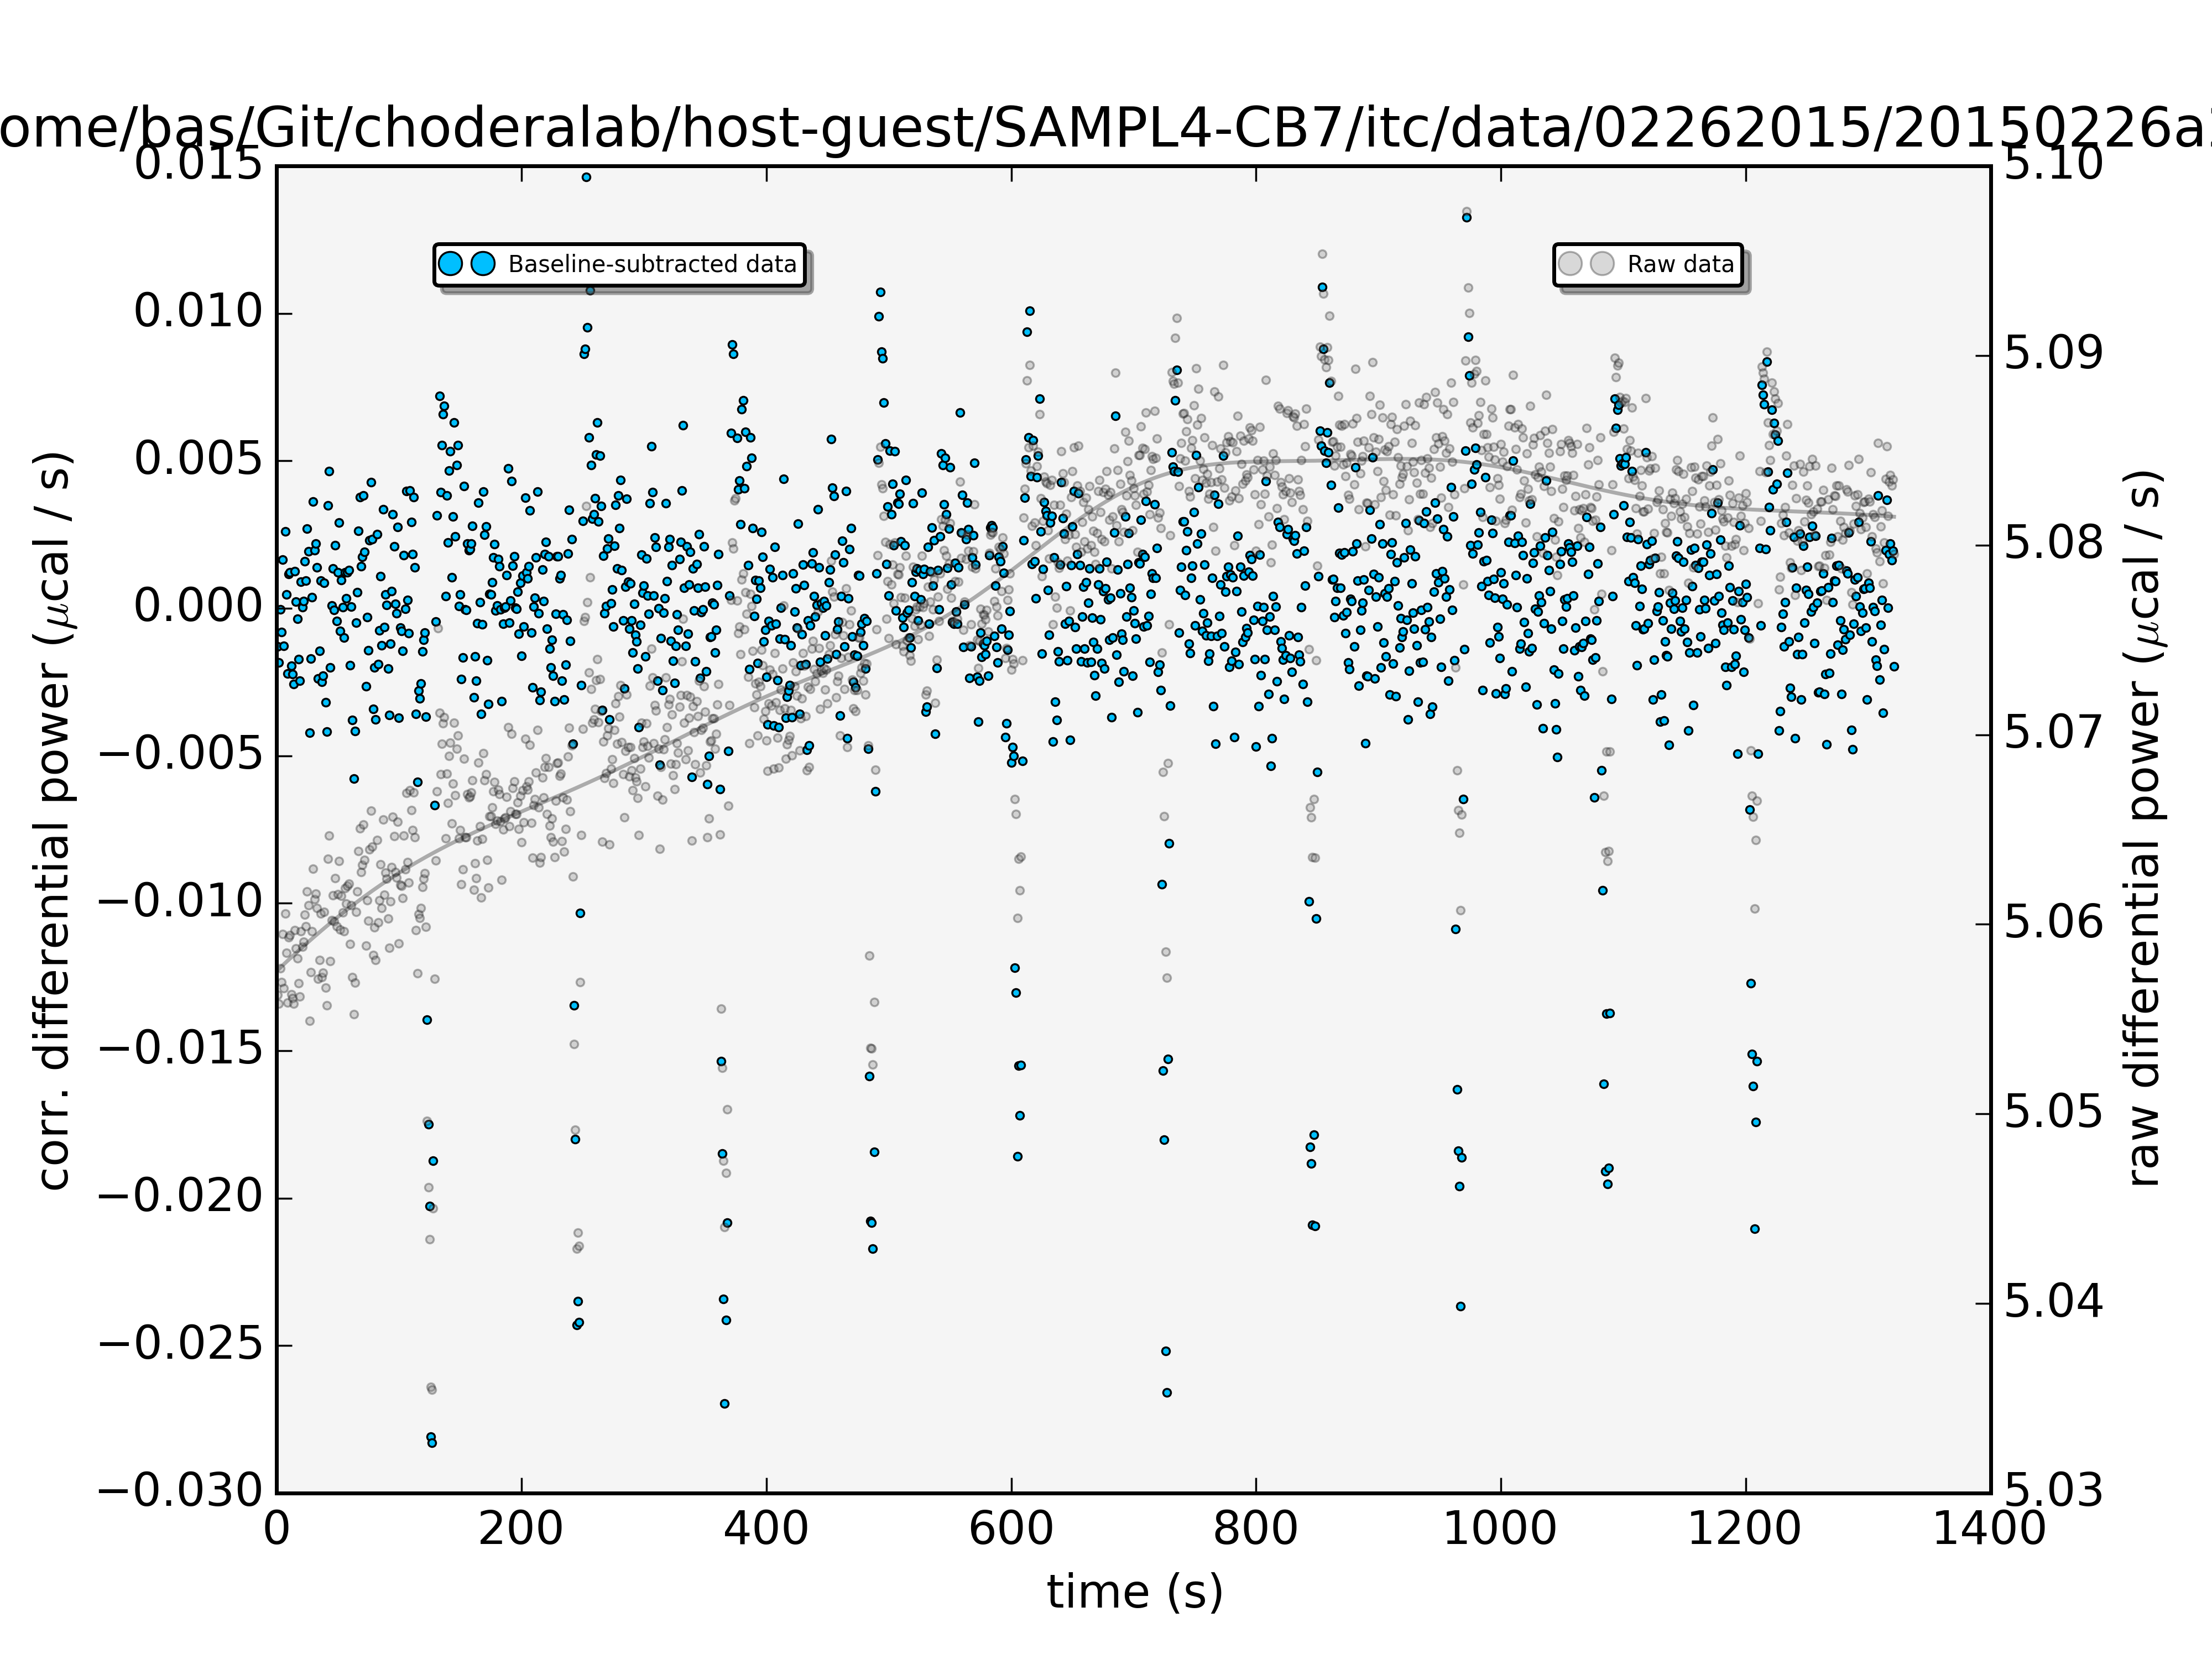 ome/bas/Git/choderalab/host-guest/SAMPL4-CB7/itc/data/02262015/20150226a
Baseline-subtracted data
Raw data
0.015
0.010
0.005
0.000
−0.005
−0.010
−0.015
−0.020
−0.025
−0.030
corr. differential power (μcal / s)
5.10
5.09
5.08
5.07
5.06
5.05
5.04
5.03
raw differential power (μcal / s)
0 200 400 600 800 1000 1200 1400
time (s)